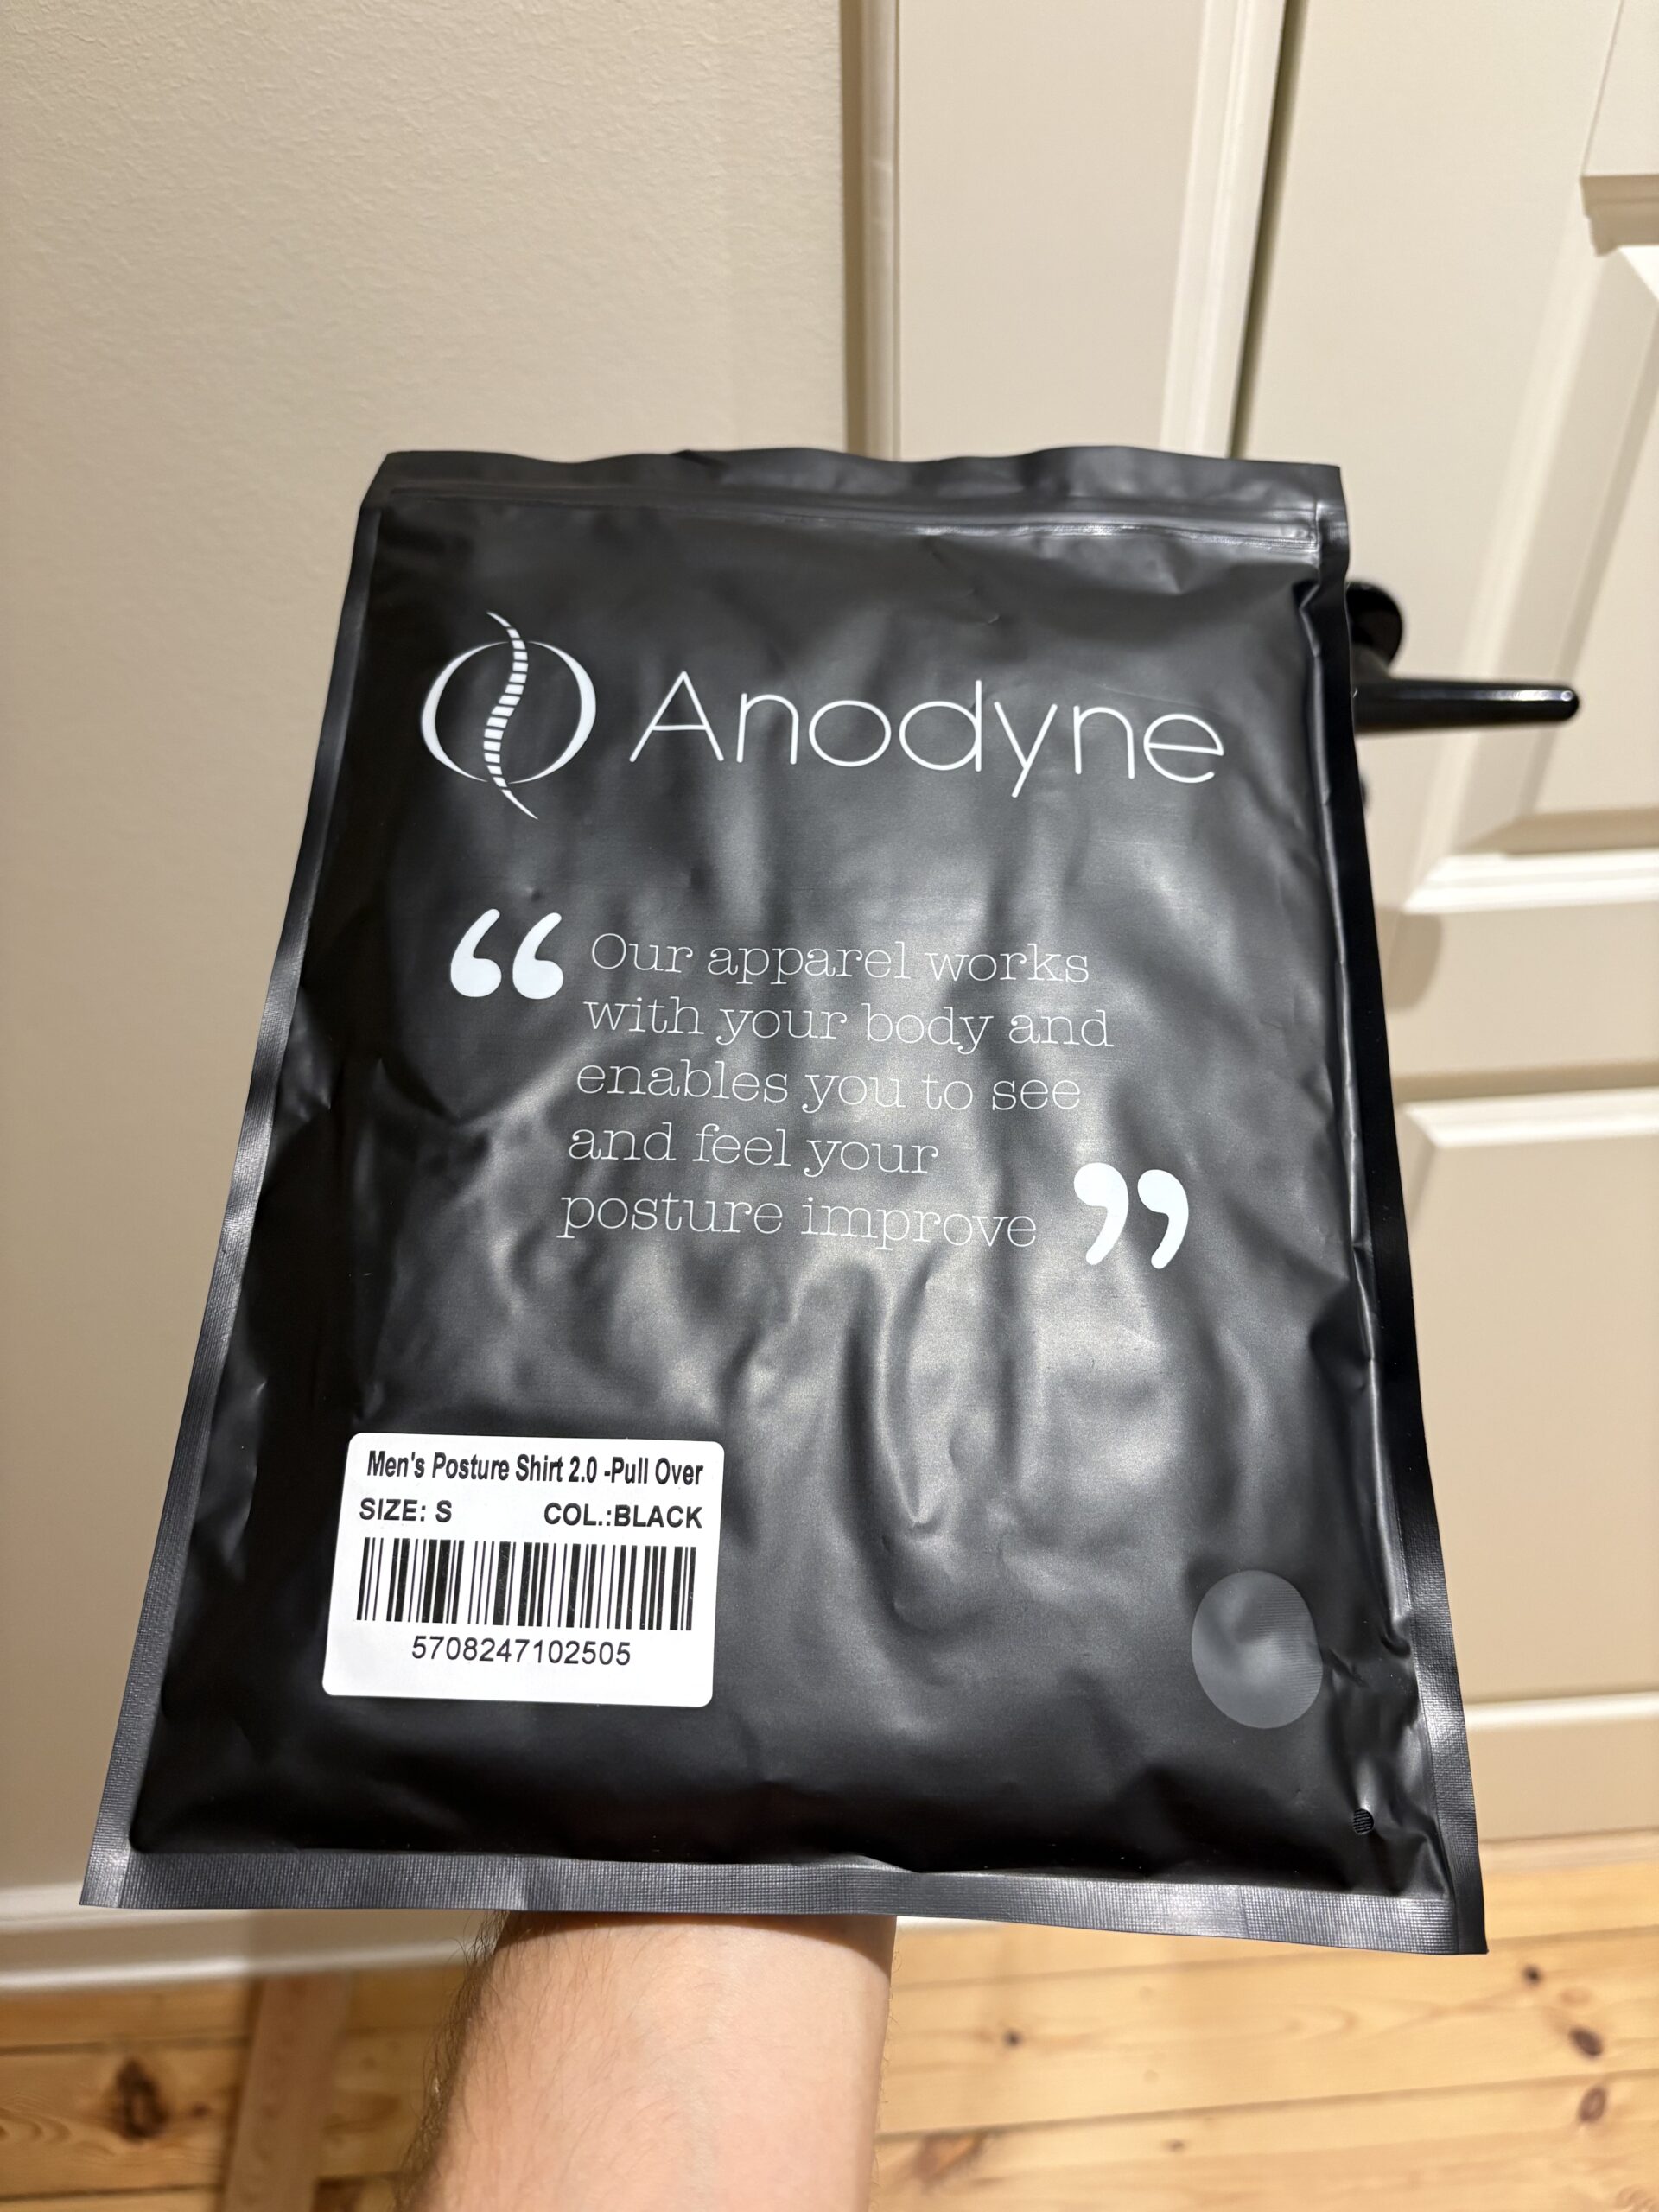 Anodyne
“ Our apparel works
with your body and
enables you to see
and feel your
posture improve ”
Men's Posture Shirt 2.0 -Pull Over
SIZE: S COL.:BLACK
5708247102505